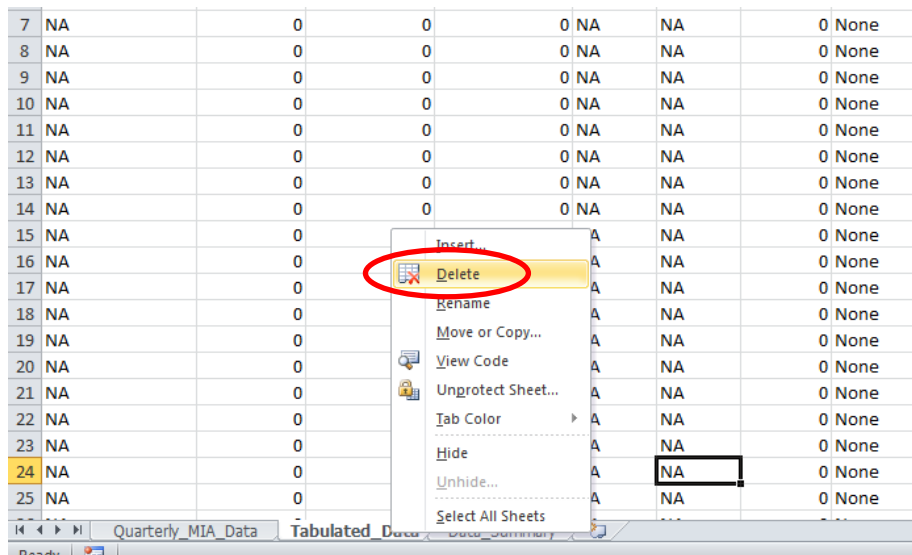 7 NA 0 0 0 NA NA 0 None
8 NA 0 0 0 NA NA 0 None
9 NA 0 0 0 NA NA 0 None
10 NA 0 0 0 NA NA 0 None
11 NA 0 0 0 NA NA 0 None
12 NA 0 0 0 NA NA 0 None
13 NA 0 0 0 NA NA 0 None
14 NA 0 0 0 NA NA 0 None
15 NA 0 A NA 0 None
16 NA 0 A NA 0 None
17 NA 0 A NA 0 None
18 NA 0 A NA 0 None
19 NA 0 A NA 0 None
20 NA 0 A NA 0 None
21 NA 0 A NA 0 None
22 NA 0 A NA 0 None
23 NA 0 A NA 0 None
24 NA 0 A NA 0 None
25 NA 0 A NA 0 None
Insert...
Delete
Rename
Move or Copy...
View Code
Unprotect Sheet...
Tab Color
Hide
Unhide...
Select All Sheets
Quarterly_MIA_Data Tabulated_Data Data_Summary
Ready